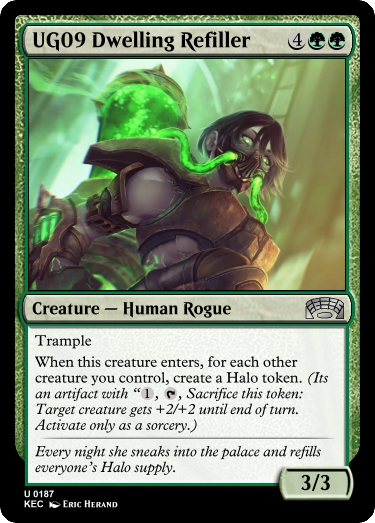 UG09 Dwelling Refiller 4
Creature — Human Rogue
Trample
When this creature enters, for each other
creature you control, create a Halo token. (Its
an artifact with “1, , Sacrifice this token:
Target creature gets +2/+2 until end of turn.
Activate only as a sorcery.)
Every night she sneaks into the palace and refills
everyone's Halo supply.
3/3
U 0187
KEC Eric Herand